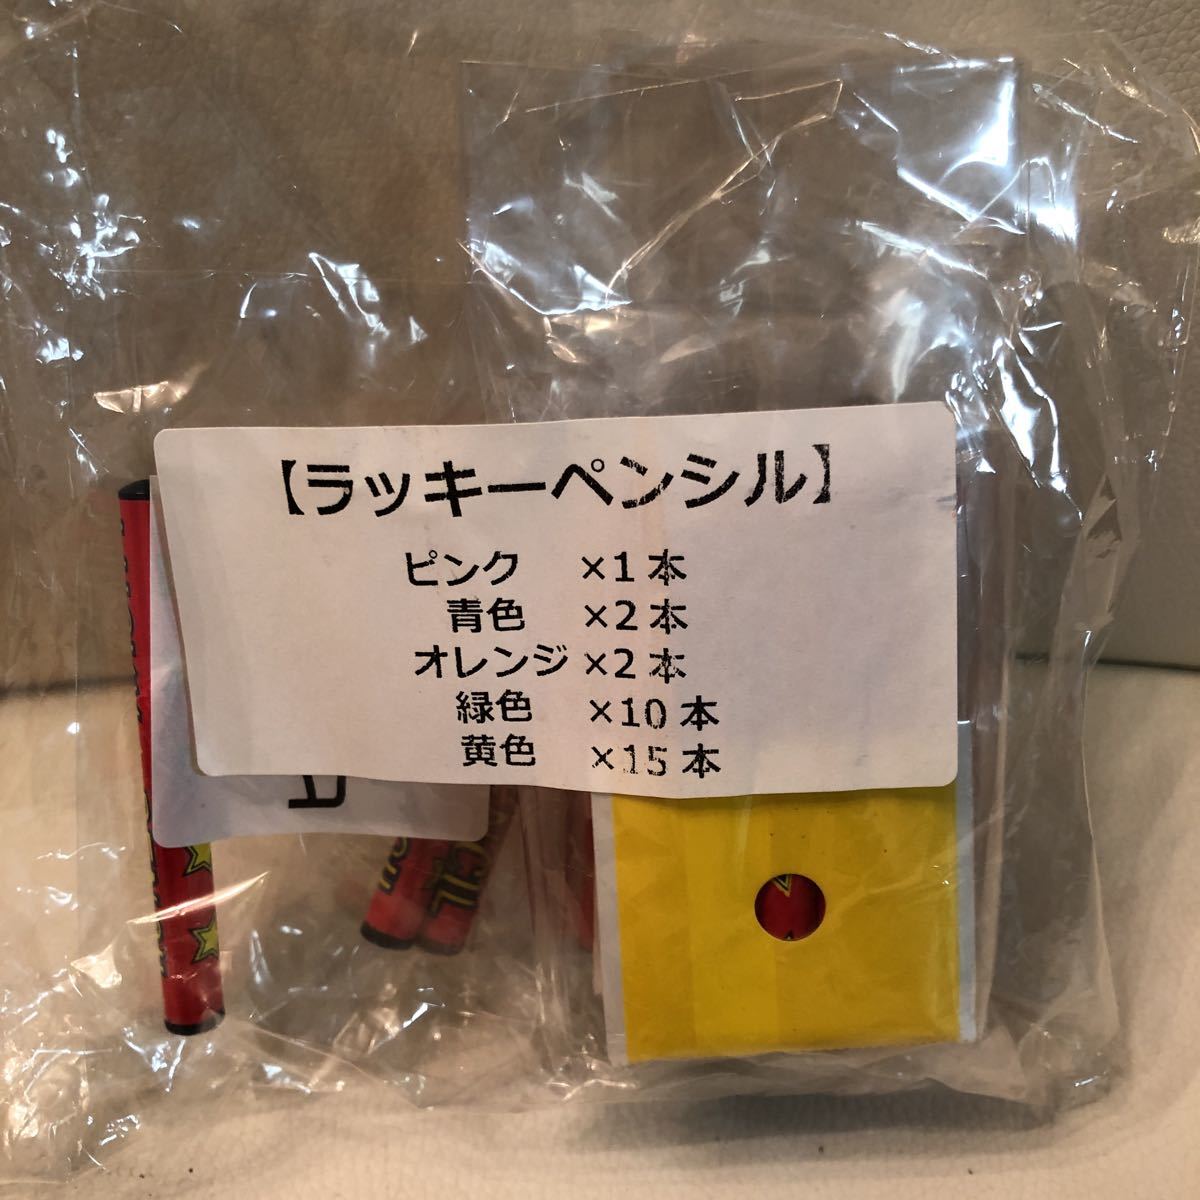 【ラッキーペンシル】
ピンク ×1本
青色 ×2本
オレンジ×2本
緑色 ×10本
黄色 ×15本